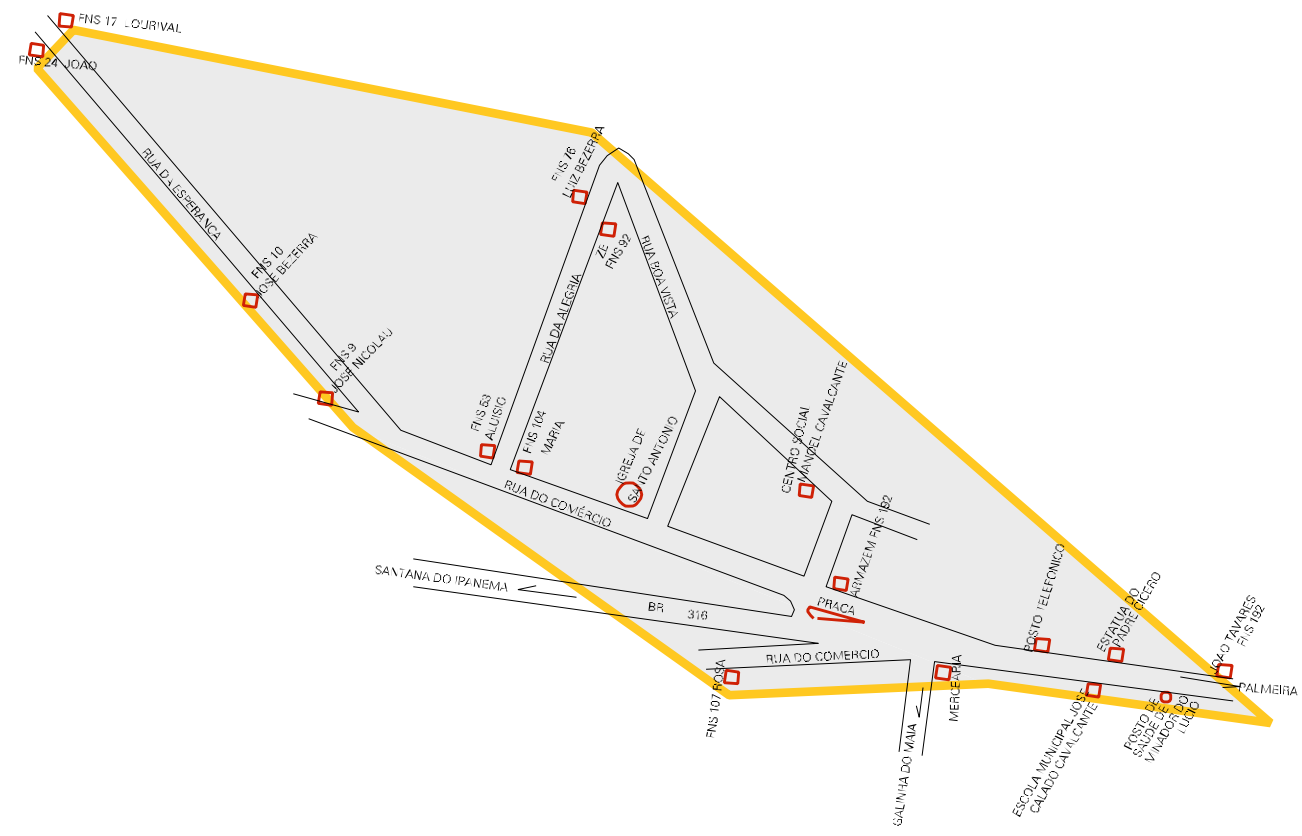 FNS 17 LOURIVAL
FNS 24 JOAO
RUA DA ESPERANCA
FNS 10
JOSE BEZERRA
FNS 9
JOSE NICOLAU
FNS 76
LUIZ BEZERRA
ZE
FNS 92
RUA DA ALEGRIA
RUA BOA VISTA
FNS 53
ALUISIO
FNS 104
MARIA
IGREJA DE
SANTO ANTONIO
RUA DO COMÉRCIO
CENTRO SOCIAL
MANOEL CAVALCANTE
ARMAZEM FNS 192
SANTANA DO IPANEMA
BR 316
PRACA
RUA DO COMERCIO
FNS 107 ROSA
MERCEARIA
GALINHA DO MAIA
POSTO TELEFONICO
ESTATUA DO
PADRE CICERO
JOAO TAVARES
FNS 192
PALMEIRA
ESCOLA MUNICIPAL JOSE
CALADO CAVALCANTE
POSTO DE
SAUDE DE
MINADOR DO
LUCIO